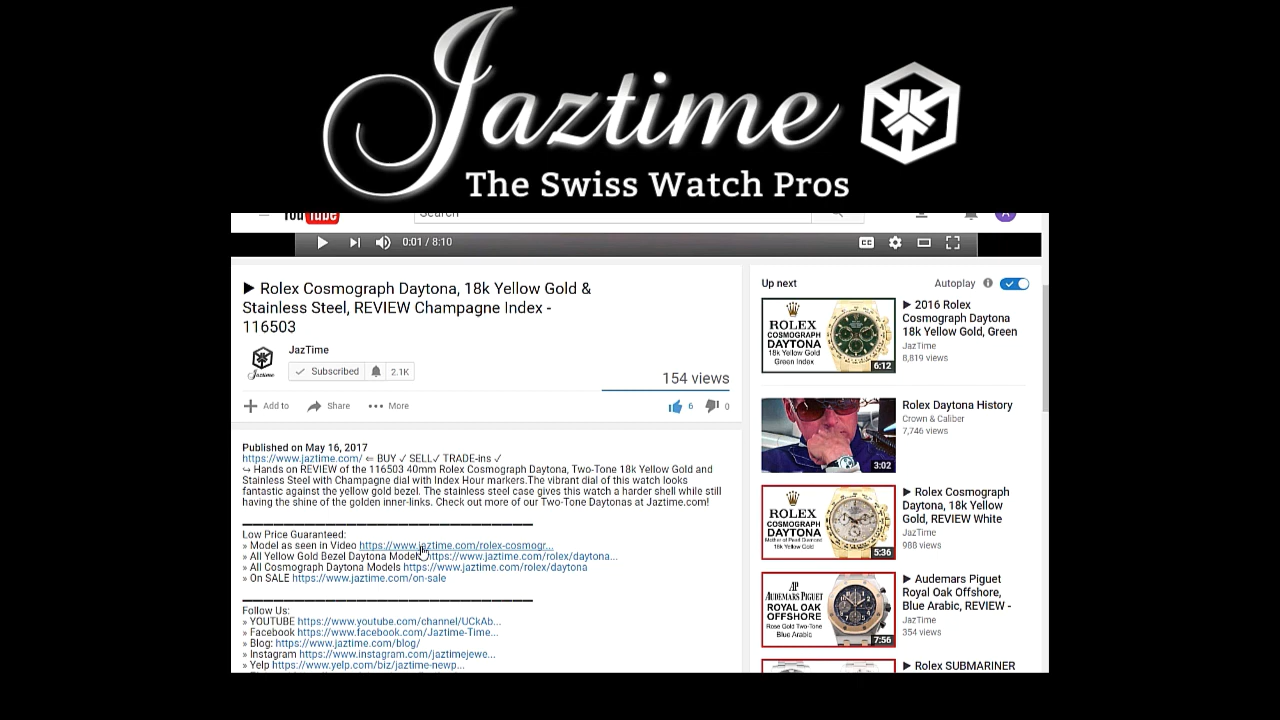 Jaztime
The Swiss Watch Pros
YouTube
Search
0:01 / 8:10
CC
▶ Rolex Cosmograph Daytona, 18k Yellow Gold &
Stainless Steel, REVIEW Champagne Index -
116503
Jaztime
JazTime
Subscribed 2.1K
154 views
Add to Share More
6 0
Published on May 16, 2017
https://www.jaztime.com/ ⇐ BUY ✓ SELL✓ TRADE-ins ✓
↪ Hands on REVIEW of the 116503 40mm Rolex Cosmograph Daytona, Two-Tone 18k Yellow Gold and
Stainless Steel with Champagne dial with Index Hour markers.The vibrant dial of this watch looks
fantastic against the yellow gold bezel. The stainless steel case gives this watch a harder shell while still
having the shine of the golden inner-links. Check out more of our Two-Tone Daytonas at Jaztime.com!
Low Price Guaranteed:
» Model as seen in Video https://www.jaztime.com/rolex-cosmogr...
» All Yellow Gold Bezel Daytona Models https://www.jaztime.com/rolex/daytona...
» All Cosmograph Daytona Models https://www.jaztime.com/rolex/daytona
» On SALE https://www.jaztime.com/on-sale
Follow Us:
» YOUTUBE https://www.youtube.com/channel/UCkAb...
» Facebook https://www.facebook.com/Jaztime-Time...
» Blog: https://www.jaztime.com/blog/
» Instagram https://www.instagram.com/jaztimejewe...
» Yelp https://www.yelp.com/biz/jaztime-newp...
Up next
Autoplay
ROLEX
COSMOGRAPH
DAYTONA
18k Yellow Gold
Green Index
6:12
▶ 2016 Rolex
Cosmograph Daytona
18k Yellow Gold, Green
JazTime
8,819 views
3:02
Rolex Daytona History
Crown & Caliber
7,746 views
ROLEX
COSMOGRAPH
DAYTONA
Mother of Pearl Diamond
18k Yellow Gold
5:36
▶ Rolex Cosmograph
Daytona, 18k Yellow
Gold, REVIEW White
JazTime
988 views
AP
AUDEMARS PIGUET
ROYAL OAK
OFFSHORE
Rose Gold Two-Tone
Blue Arabic
7:56
▶ Audemars Piguet
Royal Oak Offshore,
Blue Arabic, REVIEW -
JazTime
354 views
▶ Rolex SUBMARINER